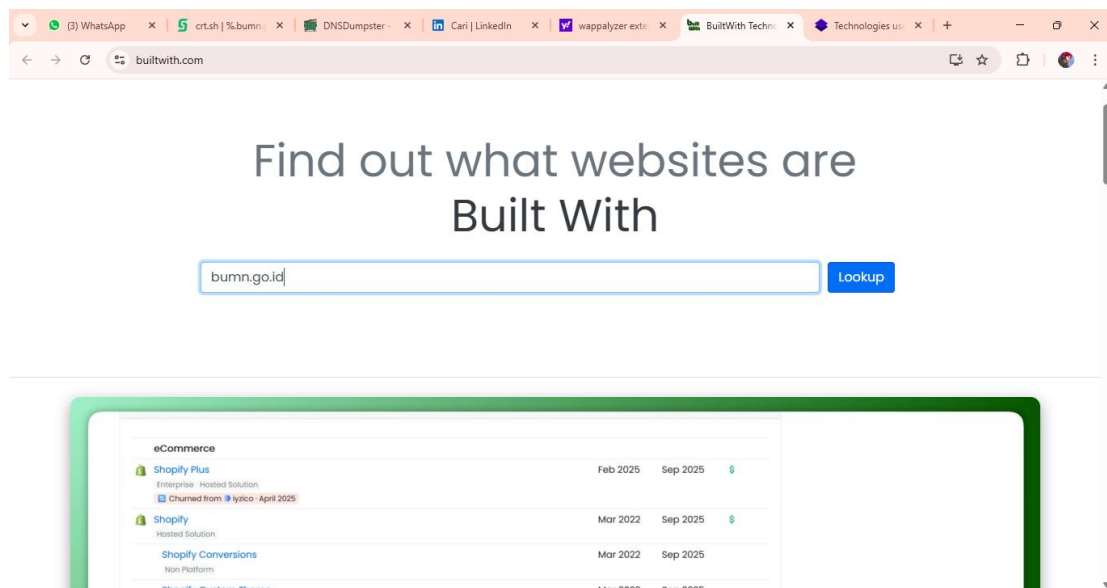 (3) WhatsApp
crt.sh | %.bumn.
DNSDumpster -
Cari | LinkedIn
wappalyzer exte
BuiltWith Techno
Technologies us
builtwith.com
Find out what websites are
Built With
bumn.go.id
Lookup
eCommerce
Shopify Plus Feb 2025 Sep 2025 $
Enterprise Hosted Solution
Churned from iyzico · April 2025
Shopify Mar 2022 Sep 2025 $
Hosted Solution
Shopify Conversions Mar 2022 Sep 2025
Non Platform